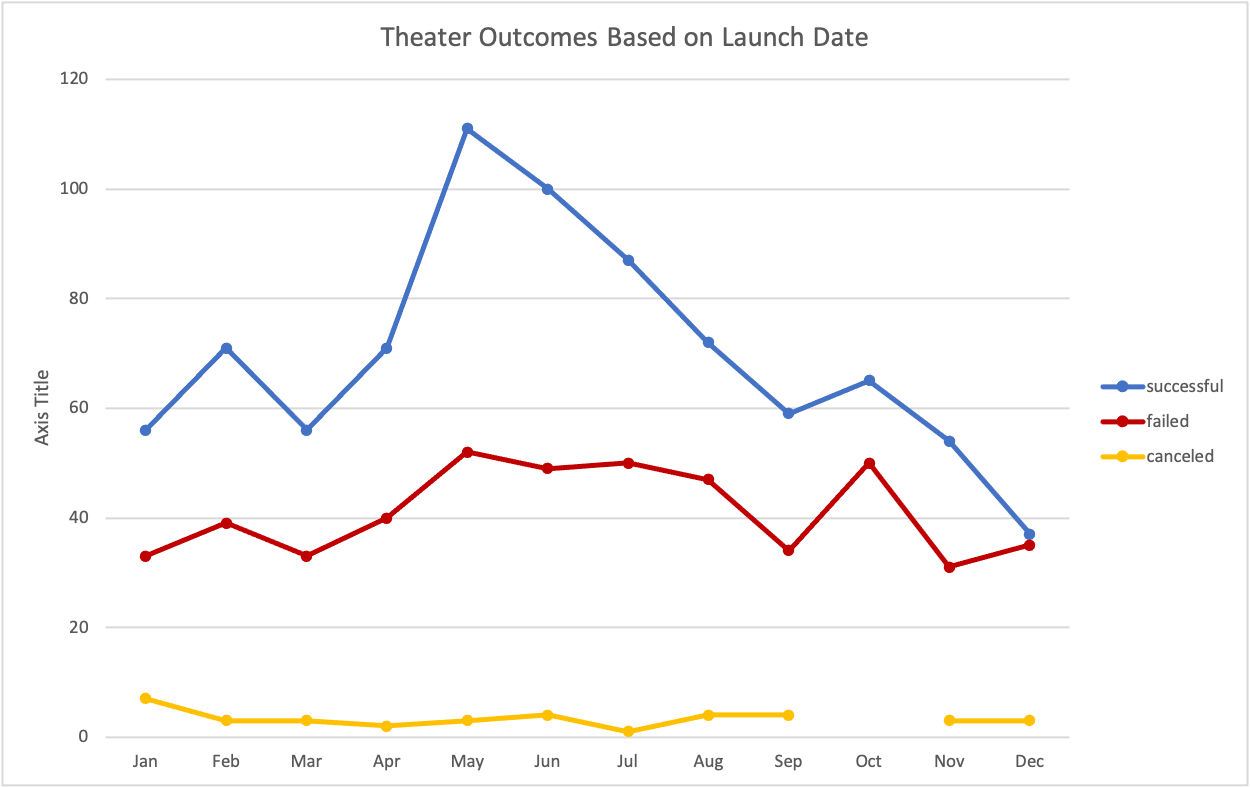 Theater Outcomes Based on Launch Date
120
100
80
60
40
20
0
Axis Title
Jan Feb Mar Apr May Jun Jul Aug Sep Oct Nov Dec
successful
failed
canceled